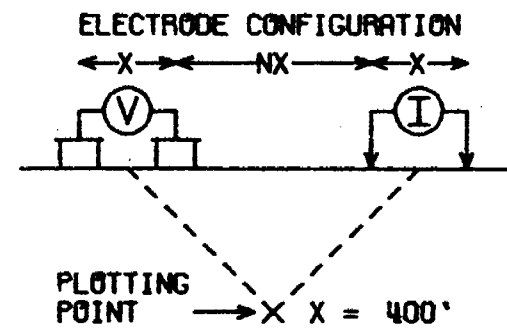 ELECTRODE CONFIGURATION
X NX X
V I
PLOTTING
POINT X X = 400'